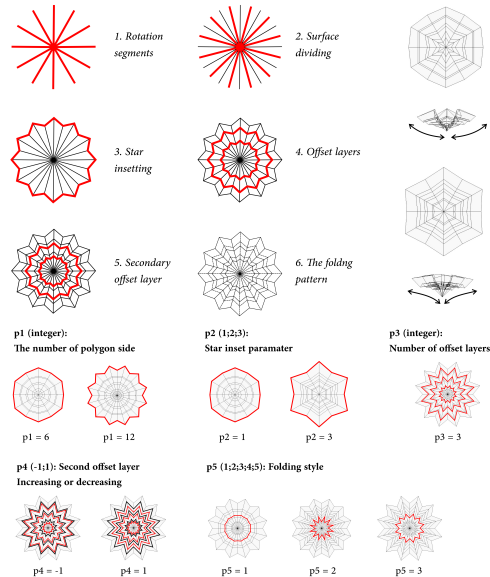 1. Rotation
segments
2. Surface
dividing
3. Star
insetting
4. Offset layers
5. Secondary
offset layer
6. The foldng
pattern
p1 (integer):
The number of polygon side
p2 (1;2;3):
Star inset paramater
p3 (integer):
Number of offset layers
p1 = 6
p1 = 12
p2 = 1
p2 = 3
p3 = 3
p4 (-1;1): Second offset layer
Increasing or decreasing
p5 (1;2;3;4;5): Folding style
p4 = -1
p4 = 1
p5 = 1
p5 = 2
p5 = 3